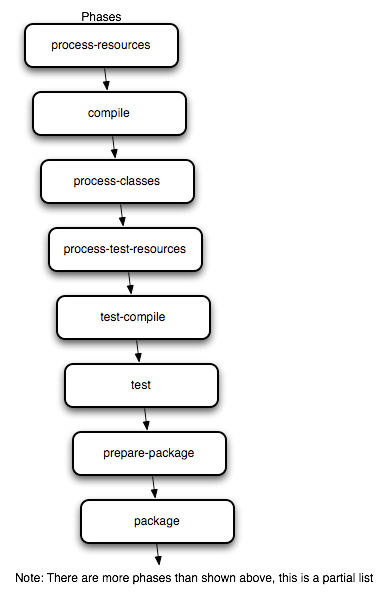 Phases
process-resources
compile
process-classes
process-test-resources
test-compile
test
prepare-package
package
Note: There are more phases than shown above, this is a partial list